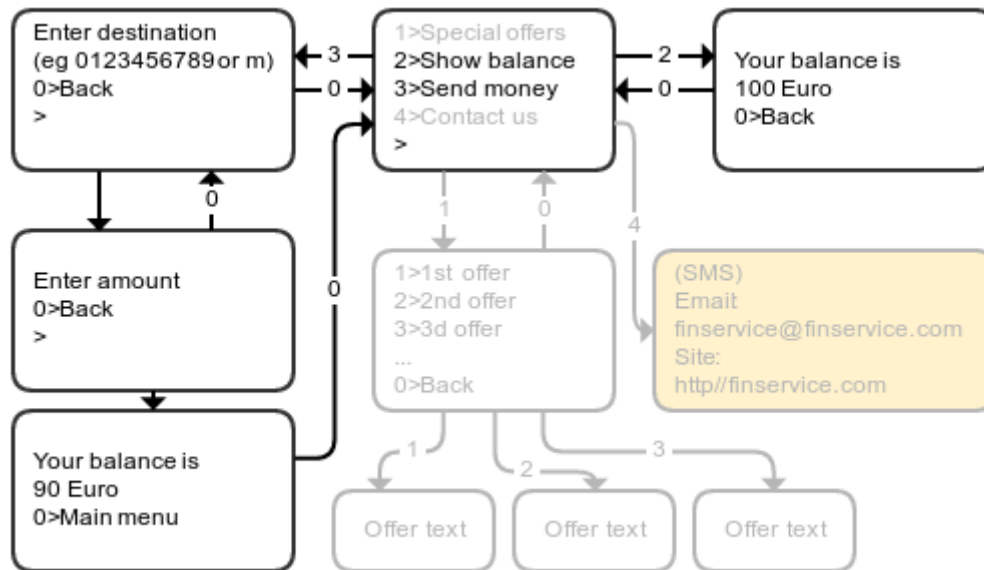 Enter destination
(eg 0123456789 or m)
0>Back
>
3
0
1>Special offers
2>Show balance
3>Send money
4>Contact us
>
2
0
Your balance is
100 Euro
0>Back
0
1
0
4
Enter amount
0>Back
>
0
1>1st offer
2>2nd offer
3>3d offer
...
0>Back
(SMS)
Emait
finservice@finservice.com
Site:
http//finservice.com
Your balance is
90 Euro
0>Main menu
1
2
3
Offer text
Offer text
Offer text